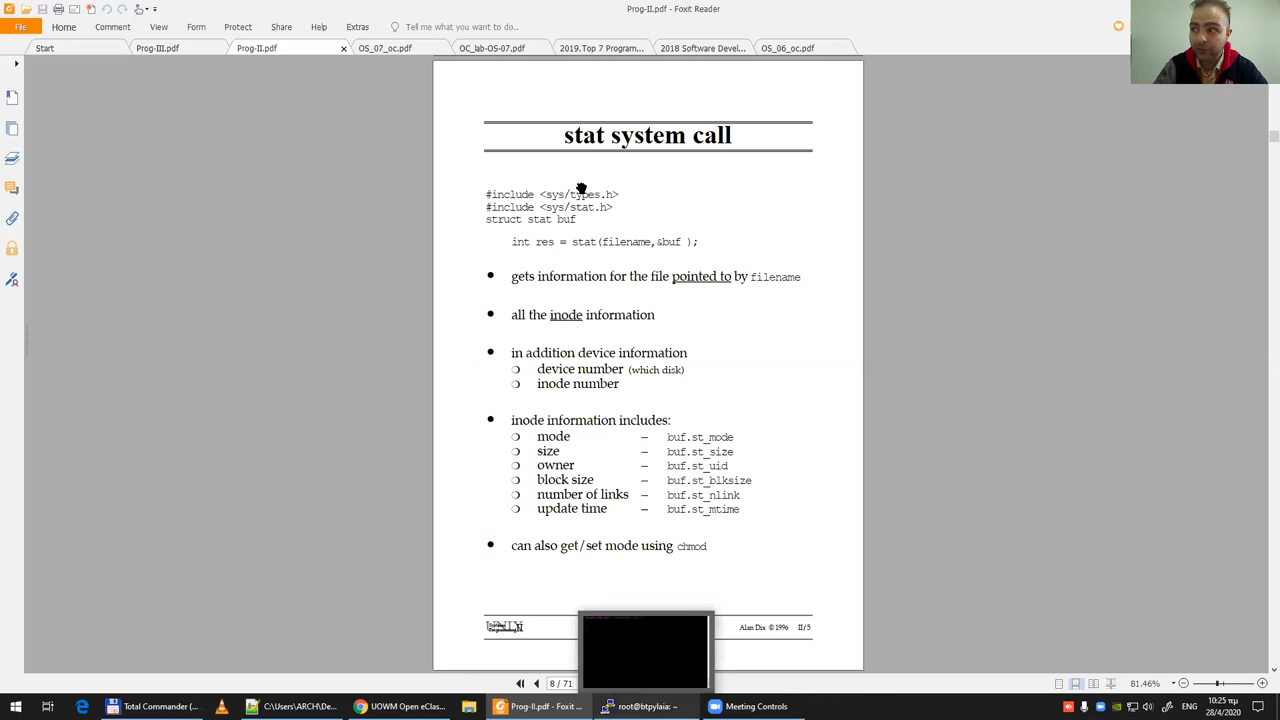 Prog-II.pdf - Foxit Reader
File
Home
Comment
View
Form
Protect
Share
Help
Extras
Tell me what you want to do...
Start
Prog-III.pdf
Prog-II.pdf
OS_07_oc.pdf
OC_lab-OS-07.pdf
2019.Top 7 Program...
2018 Software Devel...
OS_06_oc.pdf
stat system call
#include <sys/types.h>
#include <sys/stat.h>
struct stat buf
int res = stat(filename,&buf );
• gets information for the file pointed to by filename
• all the inode information
• in addition device information
❍ device number (which disk)
❍ inode number
• inode information includes:
❍ mode – buf.st_mode
❍ size – buf.st_size
❍ owner – buf.st_uid
❍ block size – buf.st_blksize
❍ number of links – buf.st_nlink
❍ update time – buf.st_mtime
• can also get/set mode using chmod
Alan Dix © 1996 II/5
8 / 71
81.46%
Total Commander (...
C:\Users\ARCH\De...
UOWM Open eClass...
Prog-II.pdf - Foxit ...
root@btpylaia: ~
Meeting Controls
10:25 πμ
28/4/2020